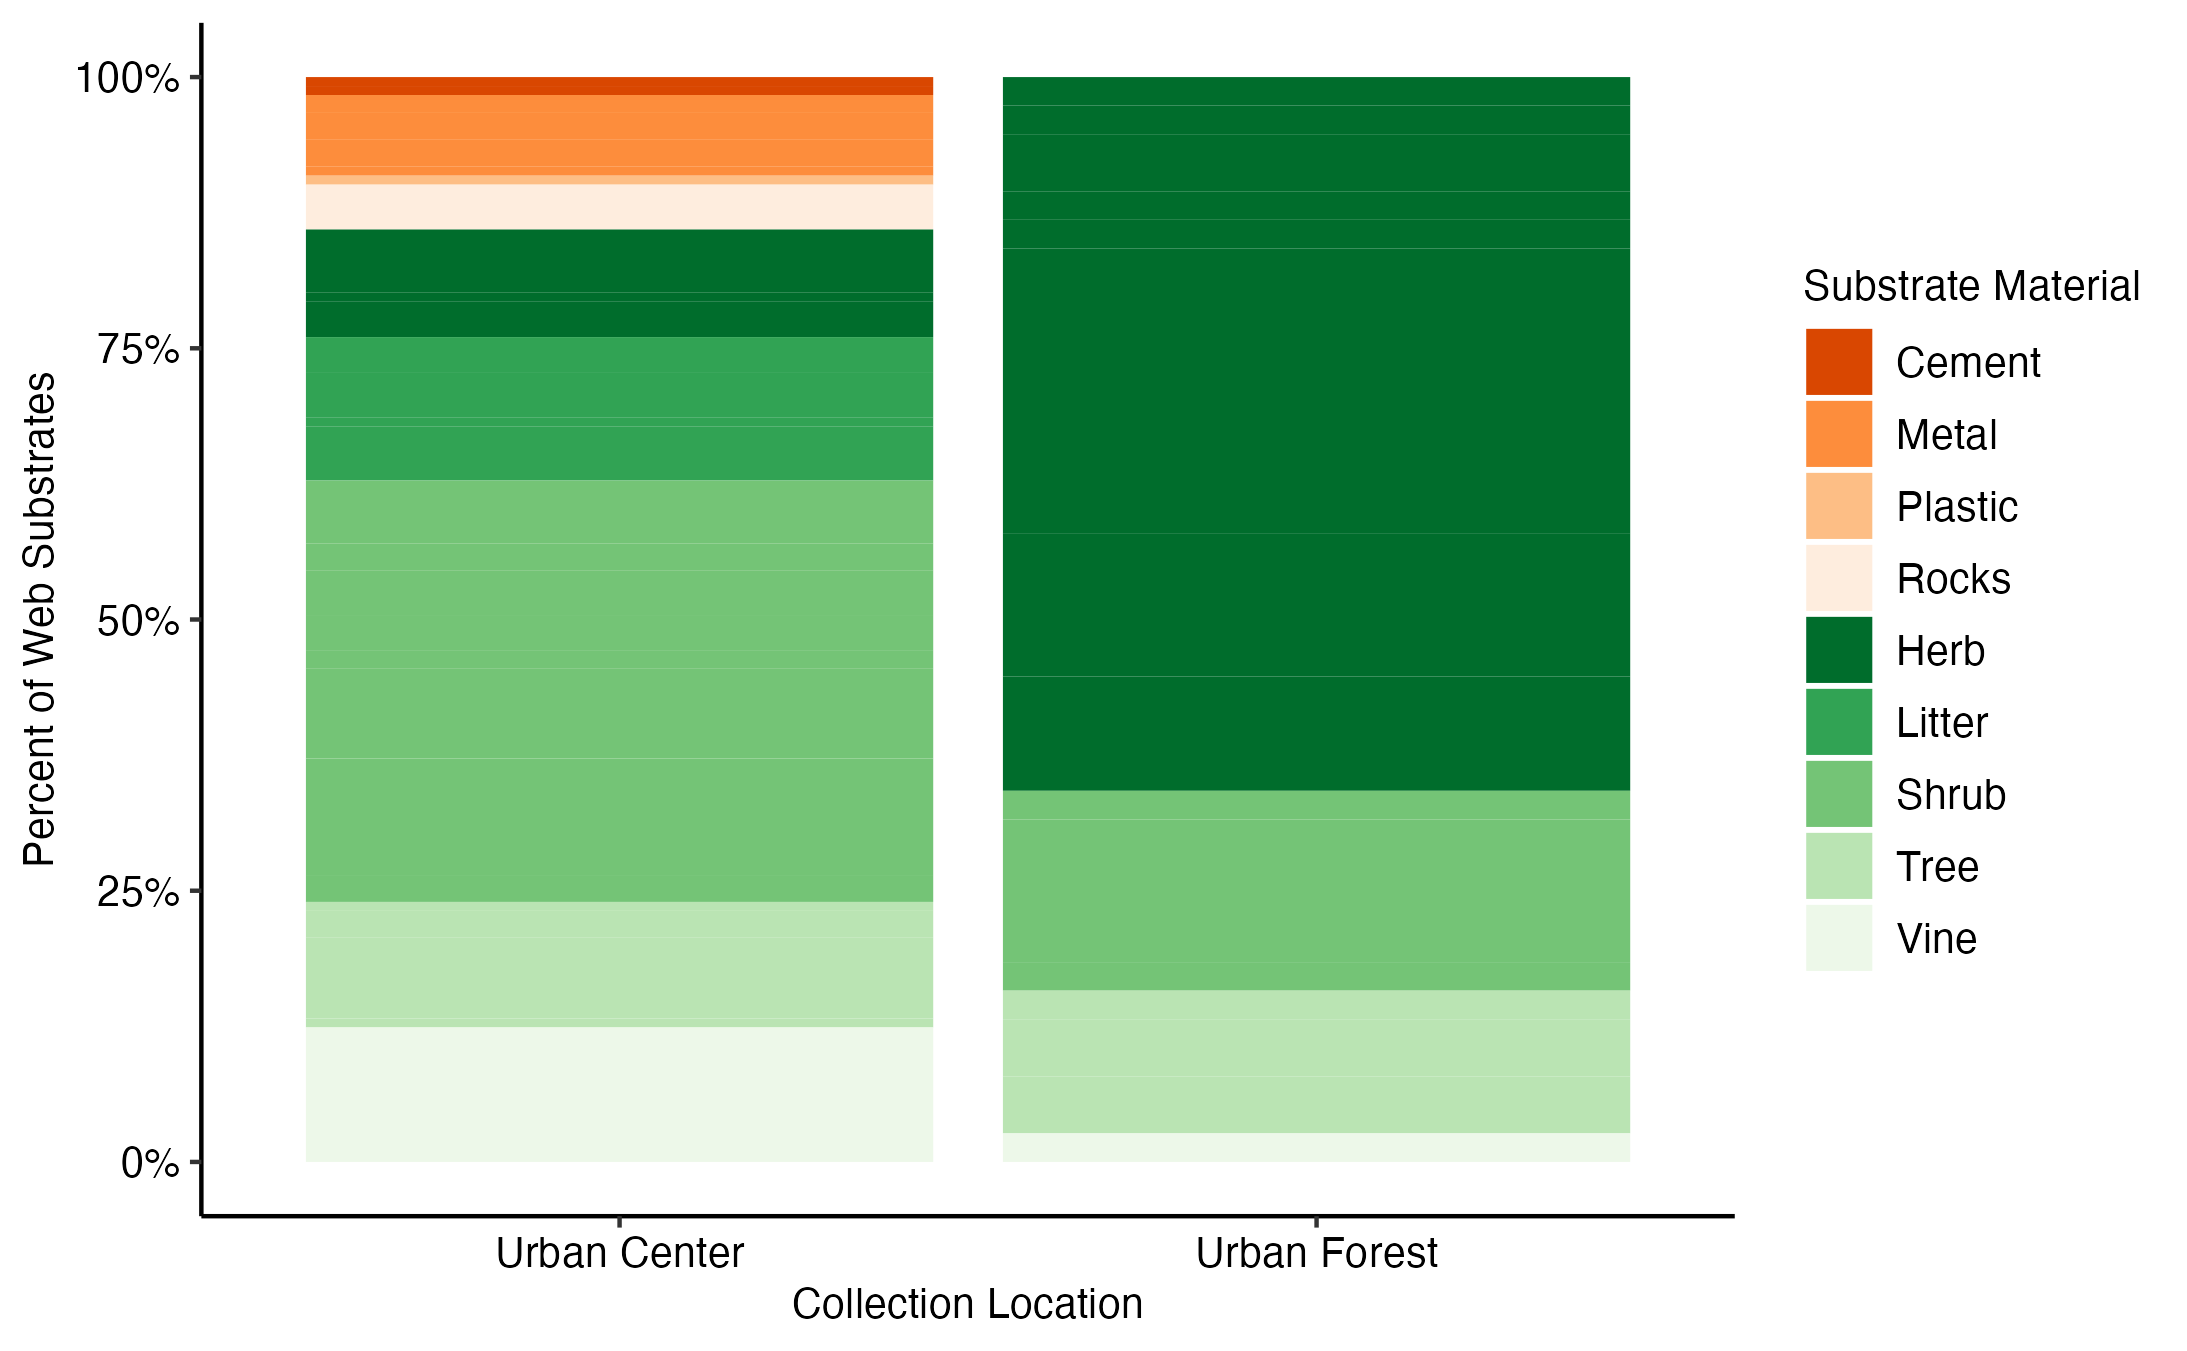 100%
75%
50%
25%
0%
Percent of Web Substrates
Urban Center
Urban Forest
Collection Location
Substrate Material
Cement
Metal
Plastic
Rocks
Herb
Litter
Shrub
Tree
Vine